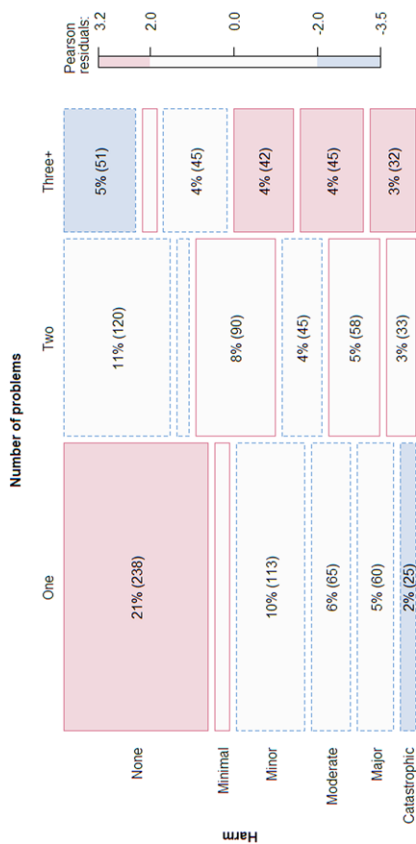 Number of problems
One
Two
Three+
Harm
None
21% (238)
11% (120)
5% (51)
Minimal
Minor
10% (113)
8% (90)
4% (45)
Moderate
6% (65)
4% (45)
4% (42)
Major
5% (60)
5% (58)
4% (45)
Catastrophic
2% (25)
3% (33)
3% (32)
Pearson
residuals:
3.2
2.0
0.0
-2.0
-3.5